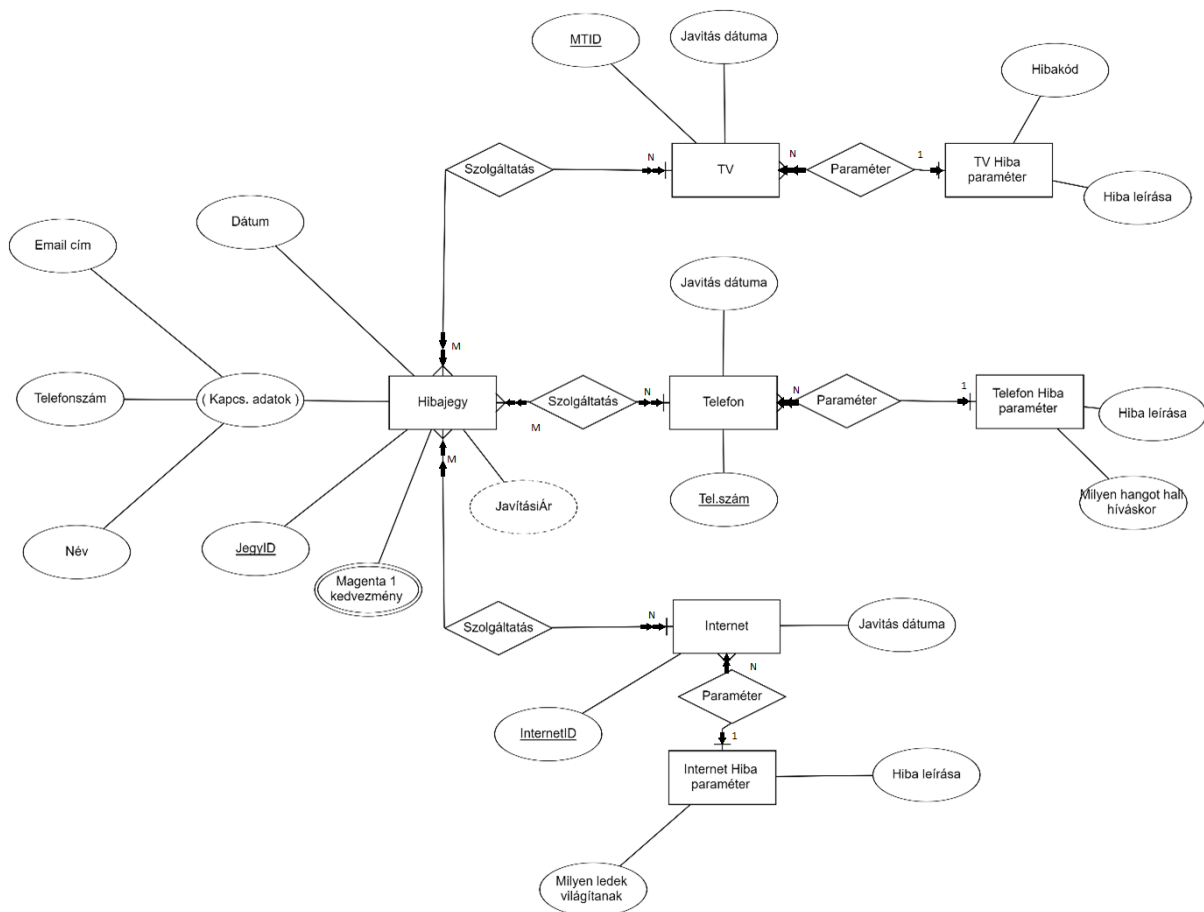 MTID
Javitás dátuma
Hibakód
Szolgáltatás
N
TV
N
Paraméter
1
TV Hiba
paraméter
Hiba leírása
Dátum
Email cím
Javitás dátuma
M
Telefonszám
( Kapcs. adatok )
Hibajegy
M
Szolgáltatás
N
Telefon
N
Paraméter
1
Telefon Hiba
paraméter
Hiba leírása
M
JavításiÁr
Tel.szám
Milyen hangot hall
híváskor
Név
JegyID
Magenta 1
kedvezmény
Szolgáltatás
N
Internet
Javitás dátuma
N
Paraméter
InternetID
1
Internet Hiba
paraméter
Hiba leírása
Milyen ledek
világítanak